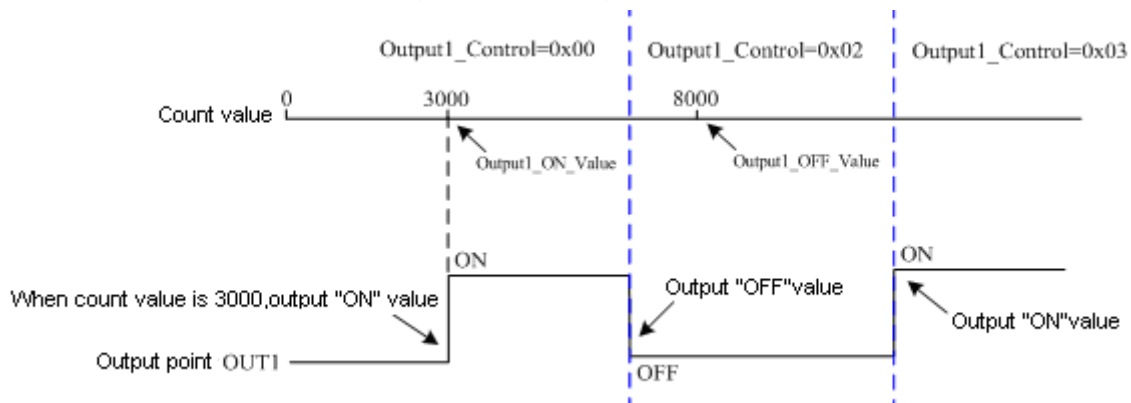 Output1_Control=0x00
Output1_Control=0x02
Output1_Control=0x03
0
3000
8000
Count value
Output1_ON_Value
Output1_OFF_Value
ON
ON
When count value is 3000,output "ON" value
Output "OFF"value
Output "ON"value
Output point OUT1
OFF